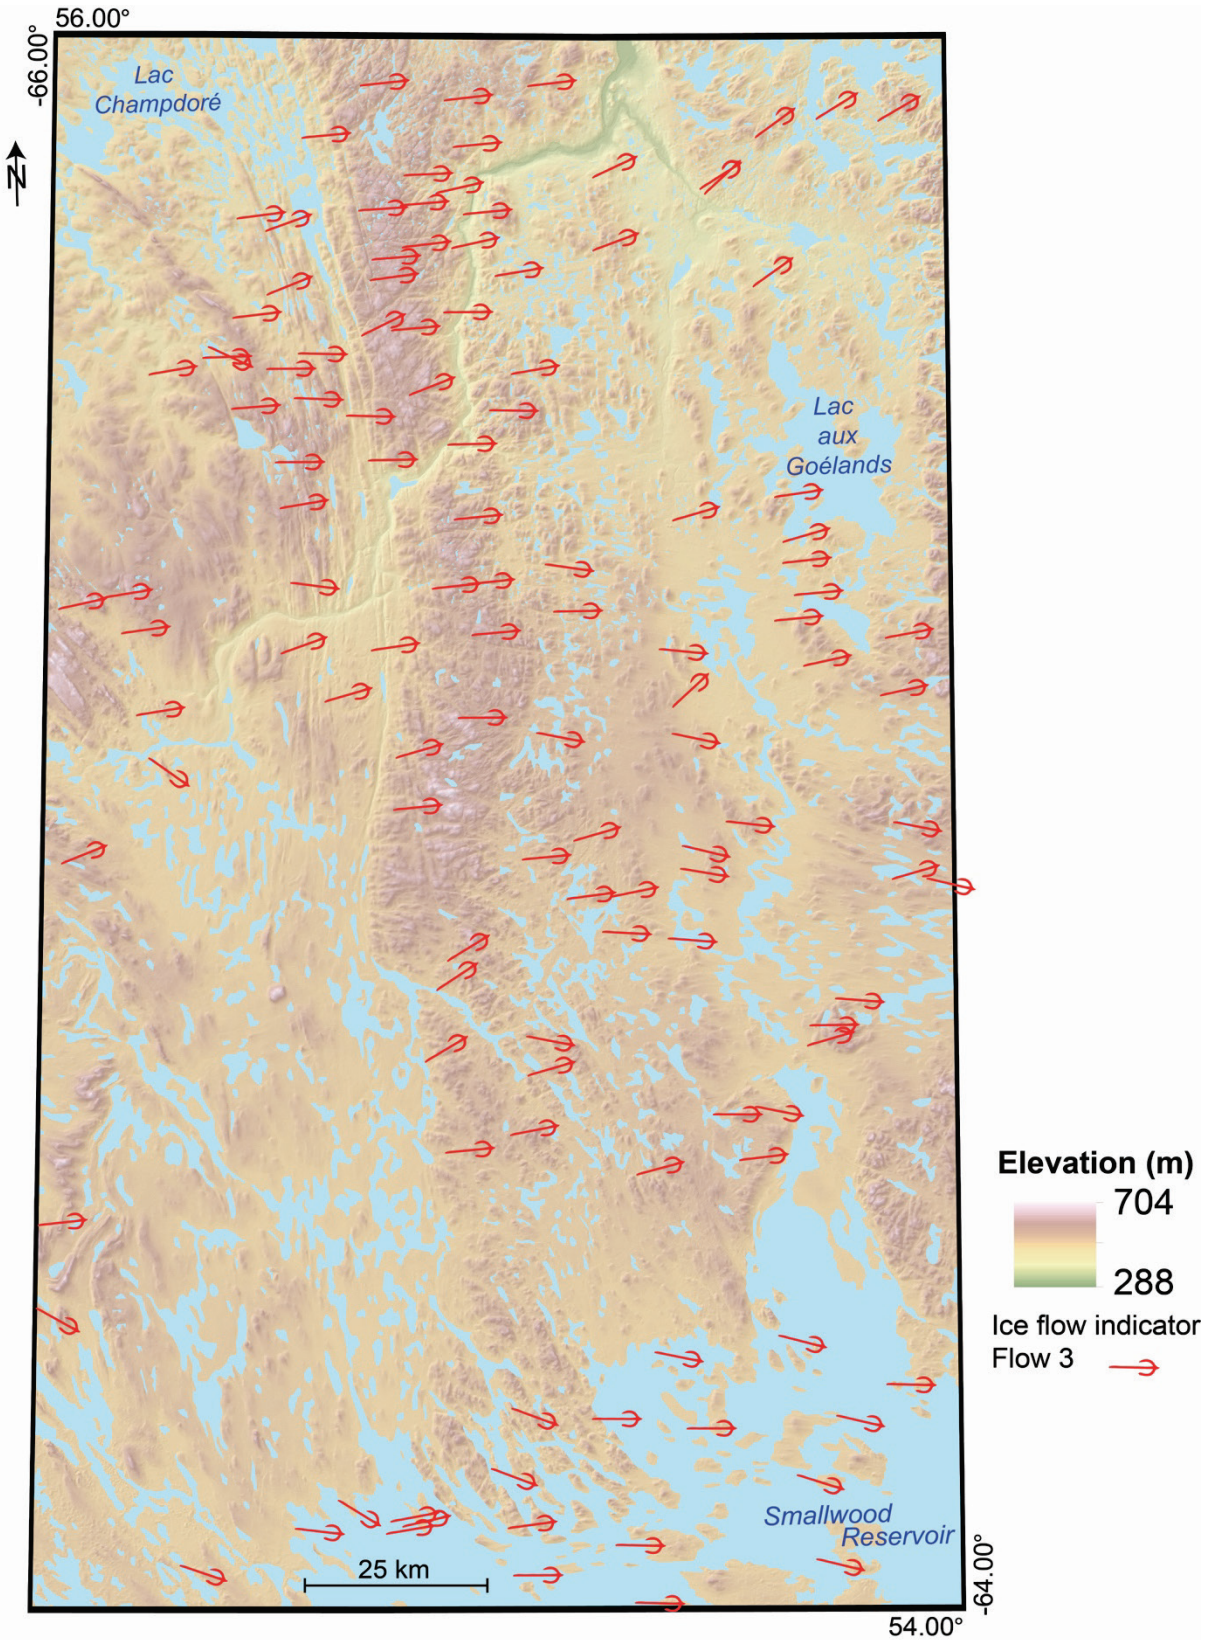 56.00°
-66.00°
Lac
Champdoré
N
Lac
aux
Goélands
Elevation (m)
704
288
Ice flow indicator
Flow 3
Smallwood
Reservoir
25 km
-64.00°
54.00°